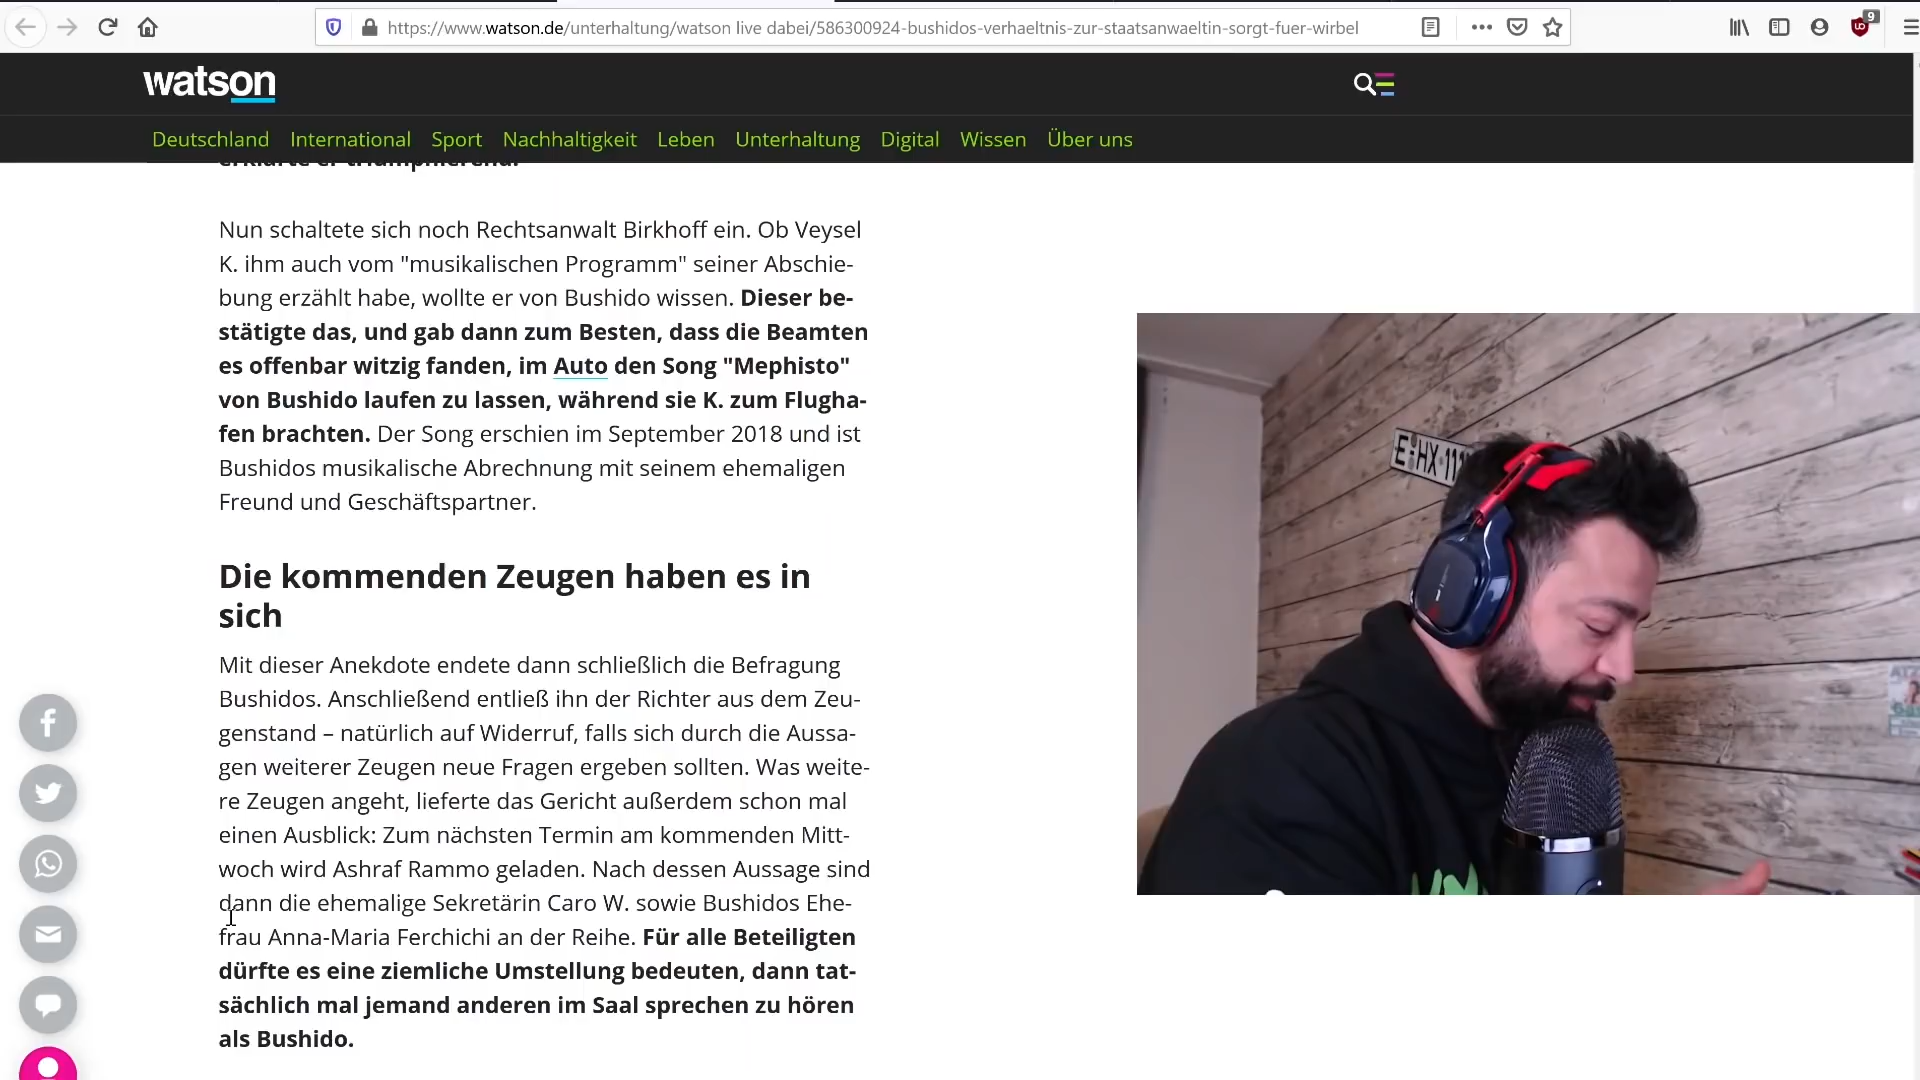 https://www.watson.de/unterhaltung/watson live dabei/586300924-bushidos-verhaeltnis-zur-staatsanwaeltin-sorgt-fuer-wirbel
9
watson
Deutschland International Sport Nachhaltigkeit Leben Unterhaltung Digital Wissen Über uns
erklärte er triumphierend.
Nun schaltete sich noch Rechtsanwalt Birkhoff ein. Ob Veysel
K. ihm auch vom "musikalischen Programm" seiner Abschie-
bung erzählt habe, wollte er von Bushido wissen. Dieser be-
stätigte das, und gab dann zum Besten, dass die Beamten
es offenbar witzig fanden, im Auto den Song "Mephisto"
von Bushido laufen zu lassen, während sie K. zum Flugha-
fen brachten. Der Song erschien im September 2018 und ist
Bushidos musikalische Abrechnung mit seinem ehemaligen
Freund und Geschäftspartner.
Die kommenden Zeugen haben es in
sich
Mit dieser Anekdote endete dann schließlich die Befragung
Bushidos. Anschließend entließ ihn der Richter aus dem Zeu-
genstand – natürlich auf Widerruf, falls sich durch die Aussa-
gen weiterer Zeugen neue Fragen ergeben sollten. Was weite-
re Zeugen angeht, lieferte das Gericht außerdem schon mal
einen Ausblick: Zum nächsten Termin am kommenden Mitt-
woch wird Ashraf Rammo geladen. Nach dessen Aussage sind
dann die ehemalige Sekretärin Caro W. sowie Bushidos Ehe-
frau Anna-Maria Ferchichi an der Reihe. Für alle Beteiligten
dürfte es eine ziemliche Umstellung bedeuten, dann tat-
sächlich mal jemand anderen im Saal sprechen zu hören
als Bushido.